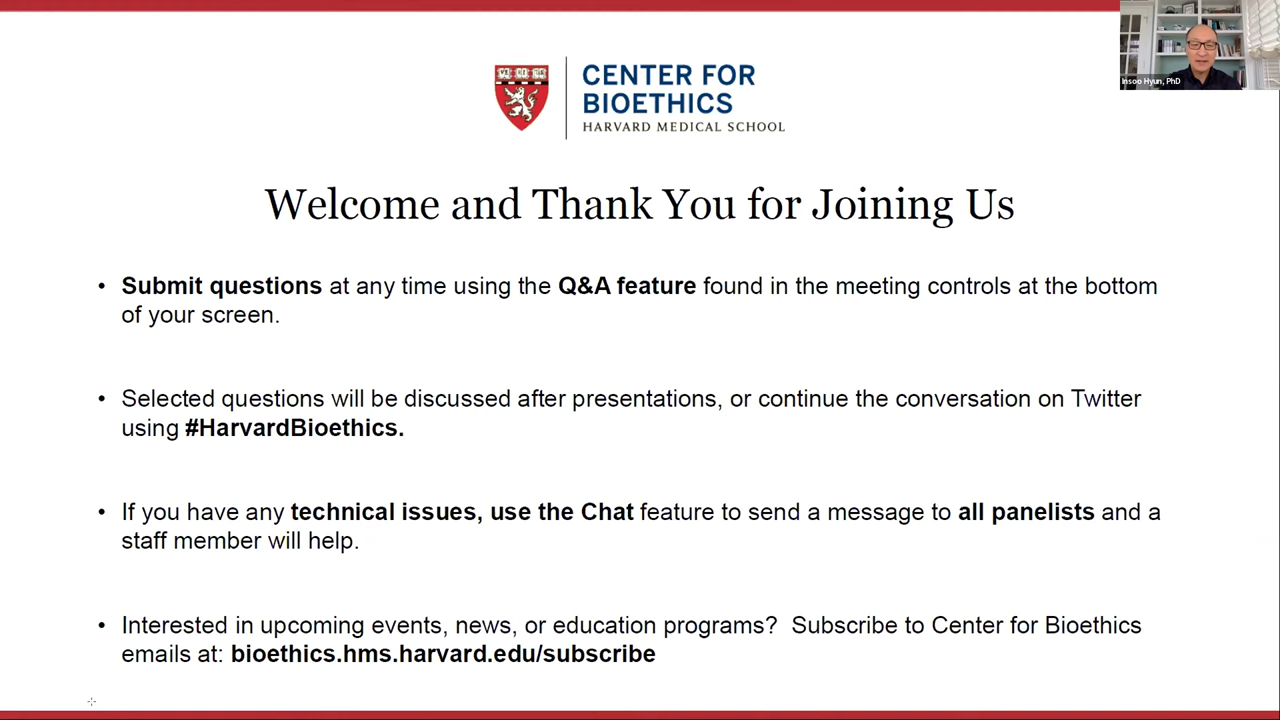 CENTER FOR
BIOETHICS
HARVARD MEDICAL SCHOOL
Insoo Hyun, PhD
Welcome and Thank You for Joining Us
• Submit questions at any time using the Q&A feature found in the meeting controls at the bottom
of your screen.
• Selected questions will be discussed after presentations, or continue the conversation on Twitter
using #HarvardBioethics.
• If you have any technical issues, use the Chat feature to send a message to all panelists and a
staff member will help.
• Interested in upcoming events, news, or education programs?  Subscribe to Center for Bioethics
emails at: bioethics.hms.harvard.edu/subscribe